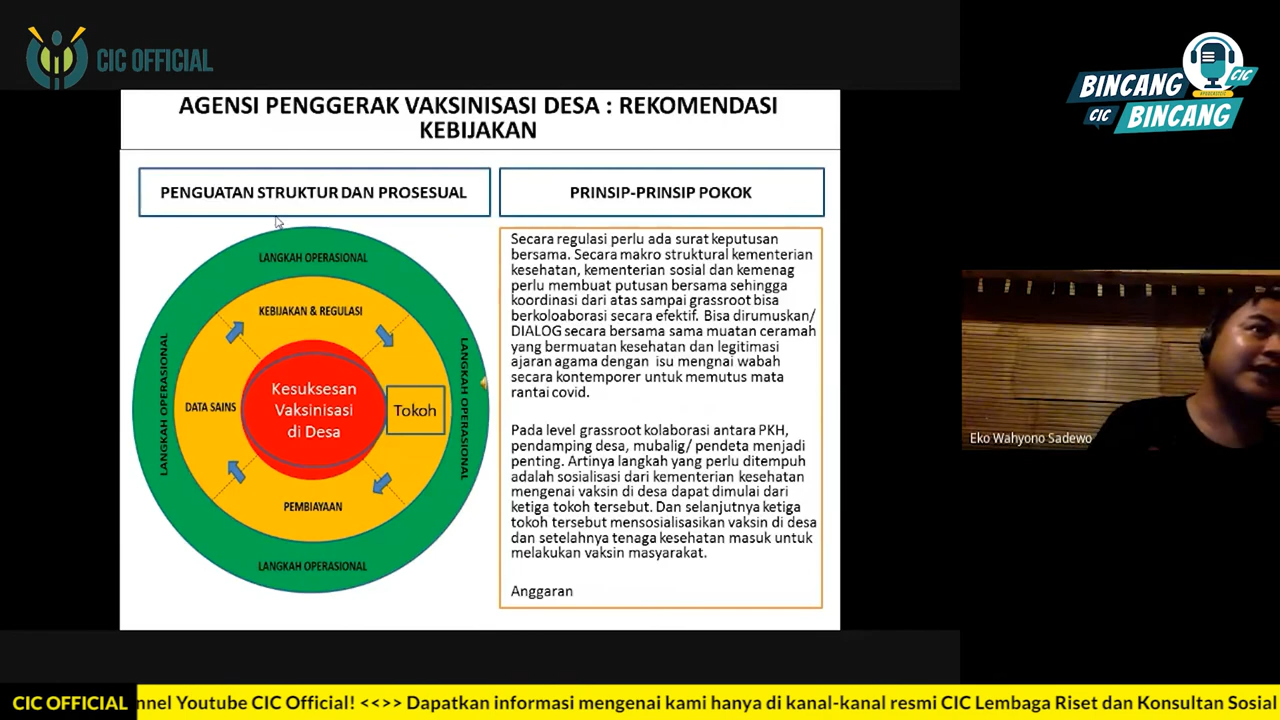 CIC OFFICIAL
BINCANG
CIC
#PODCASTCIC
CIC
BINCANG
AGENSI PENGGERAK VAKSINISASI DESA : REKOMENDASI
KEBIJAKAN
PENGUATAN STRUKTUR DAN PROSESUAL
LANGKAH OPERASIONAL
KEBIJAKAN & REGULASI
LANGKAH OPERASIONAL
DATA SAINS
Kesuksesan
Vaksinisasi
di Desa
Tokoh
LANGKAH OPERASIONAL
PEMBIAYAAN
LANGKAH OPERASIONAL
PRINSIP-PRINSIP POKOK
Secara regulasi perlu ada surat keputusan
bersama. Secara makro struktural kementerian
kesehatan, kementerian sosial dan kemenag
perlu membuat putusan bersama sehingga
koordinasi dari atas sampai grassroot bisa
berkoloaborasi secara efektif. Bisa dirumuskan/
DIALOG secara bersama sama muatan ceramah
yang bermuatan kesehatan dan legitimasi
ajaran agama dengan isu mengnai wabah
secara kontemporer untuk memutus mata
rantai covid.
Pada level grassroot kolaborasi antara PKH,
pendamping desa, mubalig/ pendeta menjadi
penting. Artinya langkah yang perlu ditempuh
adalah sosialisasi dari kementerian kesehatan
mengenai vaksin di desa dapat dimulai dari
ketiga tokoh tersebut. Dan selanjutnya ketiga
tokoh tersebut mensosialisasikan vaksin di desa
dan setelahnya tenaga kesehatan masuk untuk
melakukan vaksin masyarakat.
Anggaran
Eko Wahyono Sadewo
CIC OFFICIAL
nnel Youtube CIC Official! <<>> Dapatkan informasi mengenai kami hanya di kanal-kanal resmi CIC Lembaga Riset dan Konsultan Sosial